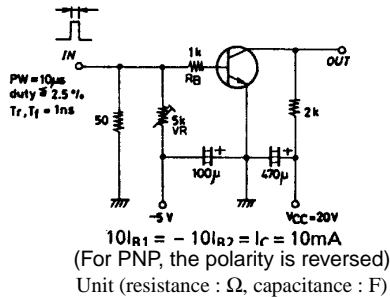 IN
PW=10μs
duty≦2.5%
Tr,Tf=1ns
50
5k
VR
1k
RB
OUT
2k
100μ
+
470μ
+
-5V
VCC=20V
10IB1=-10IB2=IC=10mA
(For PNP, the polarity is reversed)
Unit (resistance : Ω, capacitance : F)